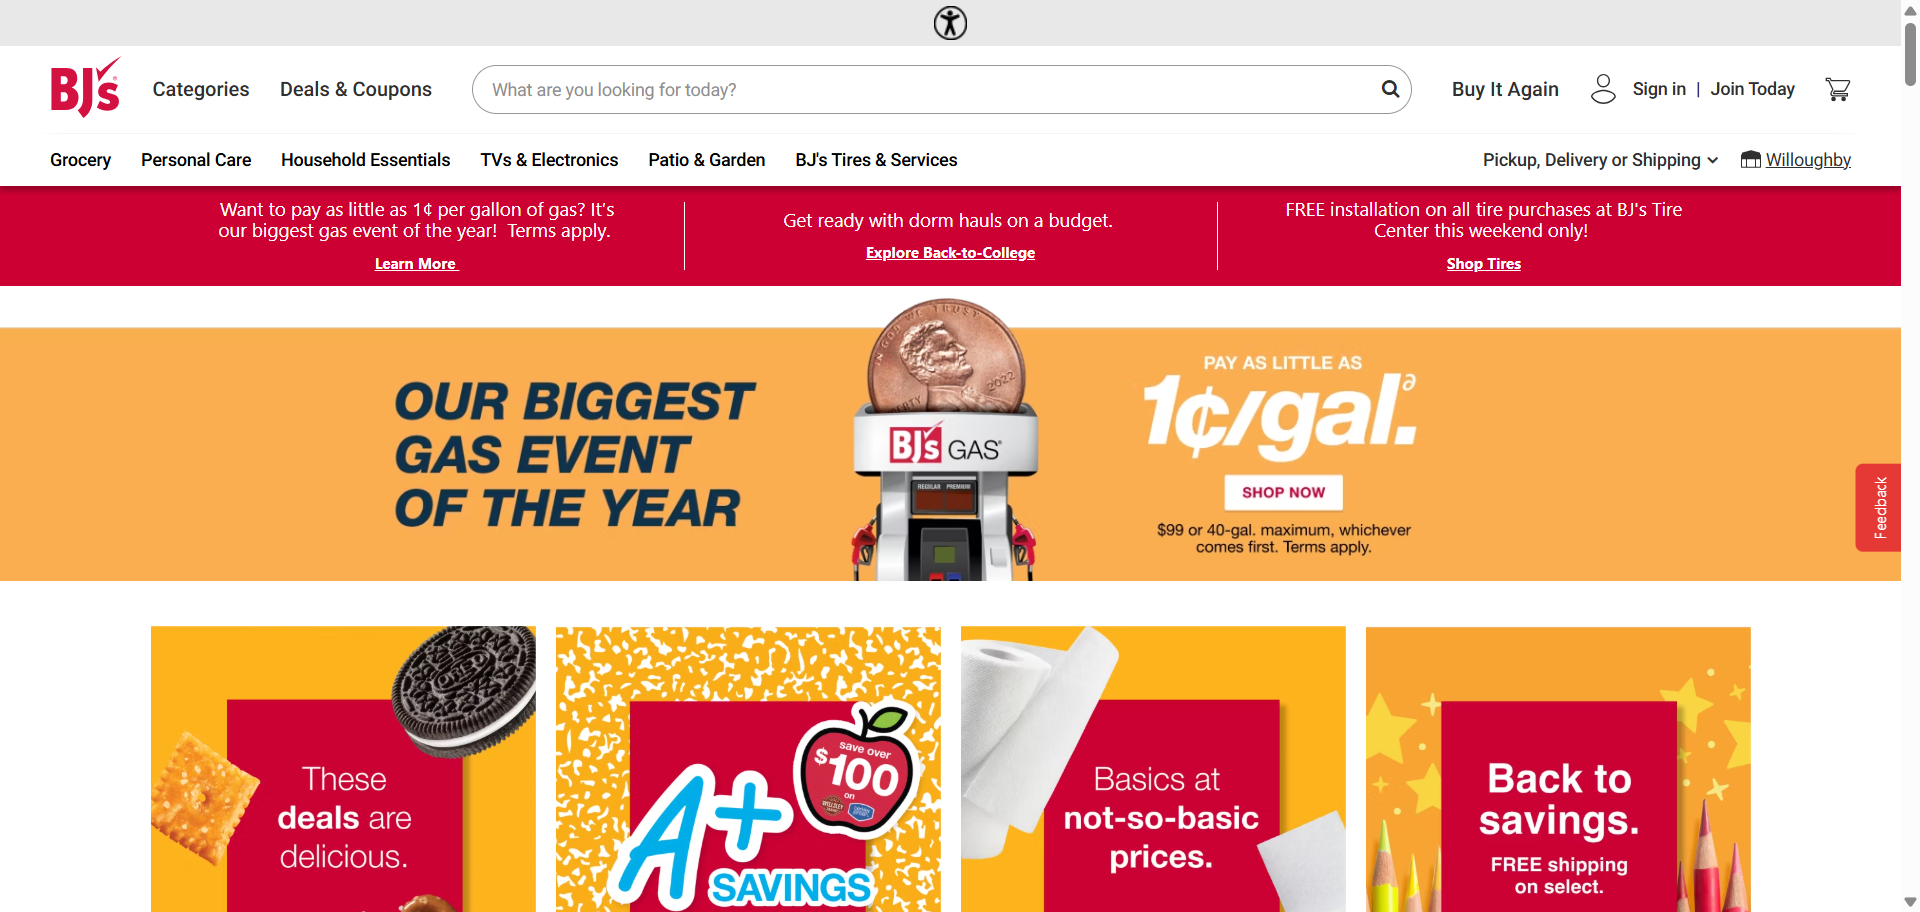 BJ's
Categories
Deals & Coupons
What are you looking for today?
Buy It Again
Sign in | Join Today
Grocery
Personal Care
Household Essentials
TVs & Electronics
Patio & Garden
BJ's Tires & Services
Pickup, Delivery or Shipping
Willoughby
Want to pay as little as 1¢ per gallon of gas? It's
our biggest gas event of the year! Terms apply.
Learn More
Get ready with dorm hauls on a budget.
Explore Back-to-College
FREE installation on all tire purchases at BJ's Tire
Center this weekend only!
Shop Tires
OUR BIGGEST
GAS EVENT
OF THE YEAR
IN GOD WE TRUST
LIBERTY
2022
BJ's GAS®
REGULAR PREMIUM
PAY AS LITTLE AS
1¢/gal.∂
SHOP NOW
$99 or 40-gal. maximum, whichever
comes first. Terms apply.
Feedback
OREO
These
deals are
delicious.
save over
$100
on
WELLSLEY
A+
SAVINGS
Basics at
not-so-basic
prices.
Back to
savings.
FREE shipping
on select.